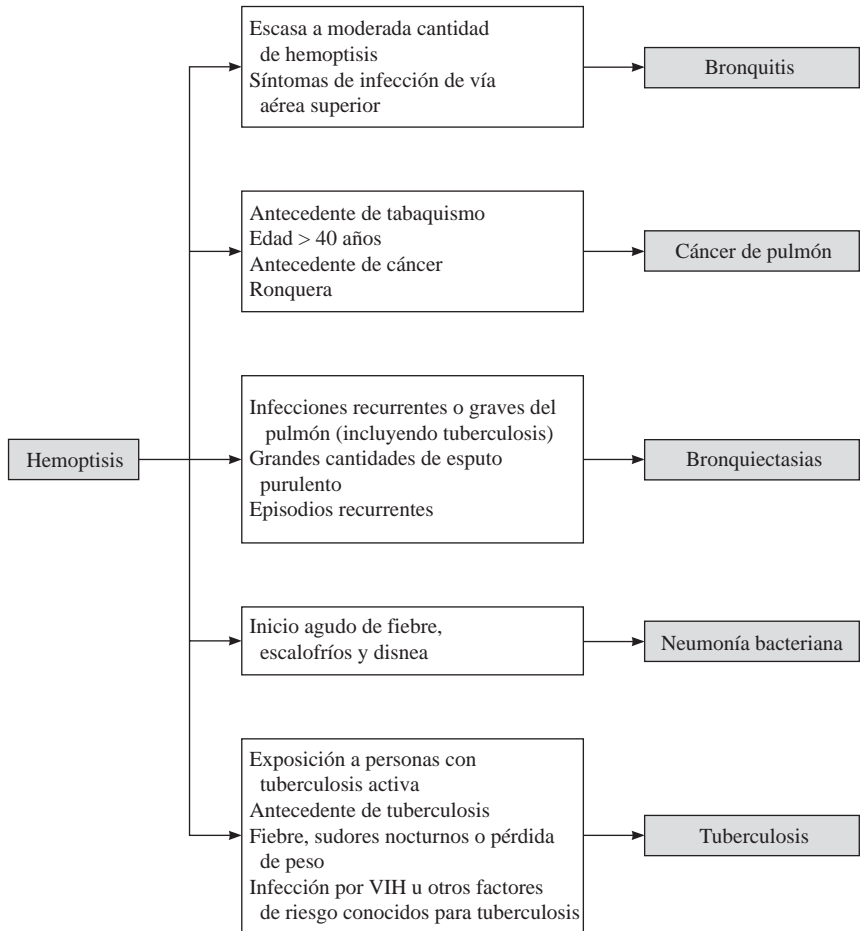 Escasa a moderada cantidad
de hemoptisis
Síntomas de infección de vía
aérea superior
Bronquitis
Antecedente de tabaquismo
Edad > 40 años
Antecedente de cáncer
Ronquera
Cáncer de pulmón
Hemoptisis
Infecciones recurrentes o graves del
pulmón (incluyendo tuberculosis)
Grandes cantidades de esputo
purulento
Episodios recurrentes
Bronquiectasias
Inicio agudo de fiebre,
escalofríos y disnea
Neumonía bacteriana
Exposición a personas con
tuberculosis activa
Antecedente de tuberculosis
Fiebre, sudores nocturnos o pérdida
de peso
Infección por VIH u otros factores
de riesgo conocidos para tuberculosis
Tuberculosis